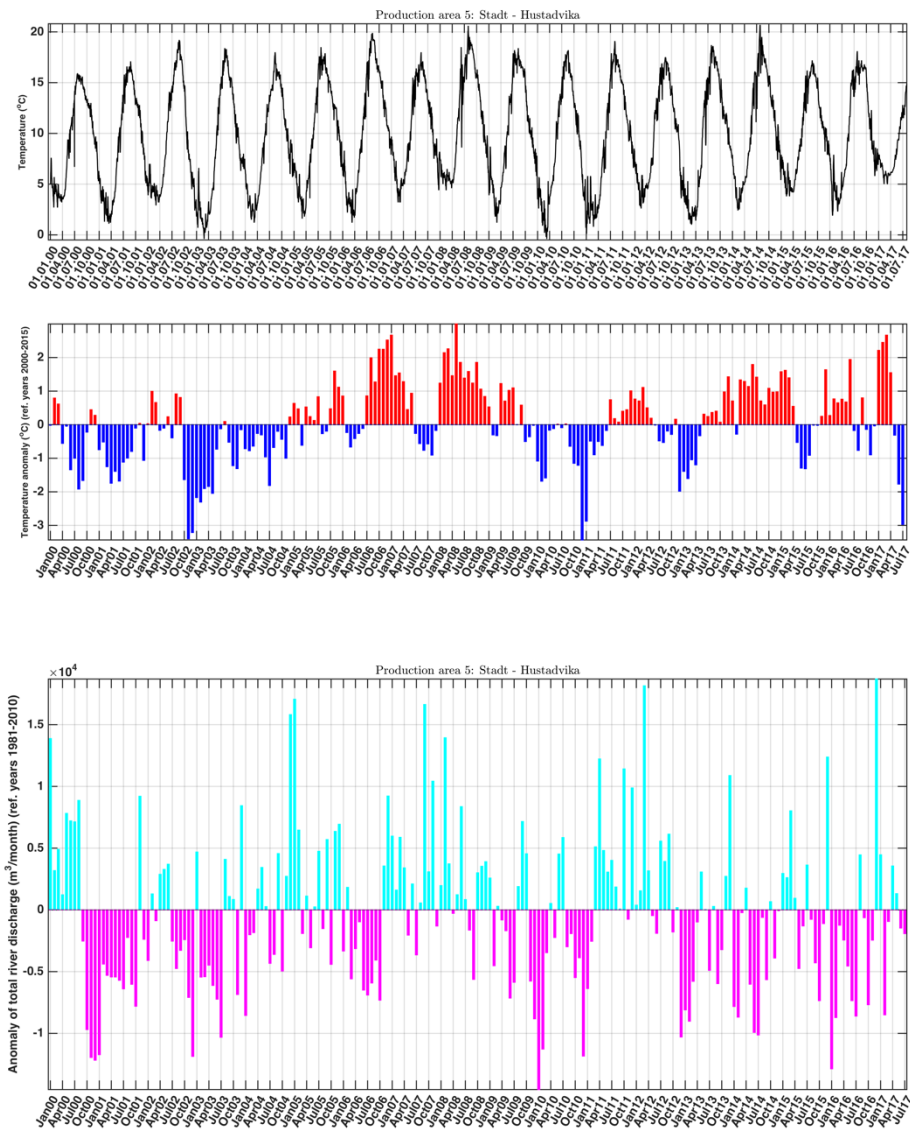 Production area 5: Stadt - Hustadvika
Temperature (°C)
20
15
10
5
0
01.01.00 01.04.00 01.07.00 01.10.00 01.01.01 01.04.01 01.07.01 01.10.01 01.01.02 01.04.02 01.07.02 01.10.02 01.01.03 01.04.03 01.07.03 01.10.03 01.01.04 01.04.04 01.07.04 01.10.04 01.01.05 01.04.05 01.07.05 01.10.05 01.01.06 01.04.06 01.07.06 01.10.06 01.01.07 01.04.07 01.07.07 01.10.07 01.01.08 01.04.08 01.07.08 01.10.08 01.01.09 01.04.09 01.07.09 01.10.09 01.01.10 01.04.10 01.07.10 01.10.10 01.01.11 01.04.11 01.07.11 01.10.11 01.01.12 01.04.12 01.07.12 01.10.12 01.01.13 01.04.13 01.07.13 01.10.13 01.01.14 01.04.14 01.07.14 01.10.14 01.01.15 01.04.15 01.07.15 01.10.15 01.01.16 01.04.16 01.07.16 01.10.16 01.01.17 01.04.17 01.07.17
Temperature anomaly (°C) (ref. years 2000-2015)
2
1
0
-1
-2
-3
Jan00 Apr00 Jul00 Oct00 Jan01 Apr01 Jul01 Oct01 Jan02 Apr02 Jul02 Oct02 Jan03 Apr03 Jul03 Oct03 Jan04 Apr04 Jul04 Oct04 Jan05 Apr05 Jul05 Oct05 Jan06 Apr06 Jul06 Oct06 Jan07 Apr07 Jul07 Oct07 Jan08 Apr08 Jul08 Oct08 Jan09 Apr09 Jul09 Oct09 Jan10 Apr10 Jul10 Oct10 Jan11 Apr11 Jul11 Oct11 Jan12 Apr12 Jul12 Oct12 Jan13 Apr13 Jul13 Oct13 Jan14 Apr14 Jul14 Oct14 Jan15 Apr15 Jul15 Oct15 Jan16 Apr16 Jul16 Oct16 Jan17 Apr17 Jul17
Production area 5: Stadt - Hustadvika
×10⁴
Anomaly of total river discharge (m³/month) (ref. years 1981-2010)
1.5
1
0.5
0
-0.5
-1
Jan00 Apr00 Jul00 Oct00 Jan01 Apr01 Jul01 Oct01 Jan02 Apr02 Jul02 Oct02 Jan03 Apr03 Jul03 Oct03 Jan04 Apr04 Jul04 Oct04 Jan05 Apr05 Jul05 Oct05 Jan06 Apr06 Jul06 Oct06 Jan07 Apr07 Jul07 Oct07 Jan08 Apr08 Jul08 Oct08 Jan09 Apr09 Jul09 Oct09 Jan10 Apr10 Jul10 Oct10 Jan11 Apr11 Jul11 Oct11 Jan12 Apr12 Jul12 Oct12 Jan13 Apr13 Jul13 Oct13 Jan14 Apr14 Jul14 Oct14 Jan15 Apr15 Jul15 Oct15 Jan16 Apr16 Jul16 Oct16 Jan17 Apr17 Jul17